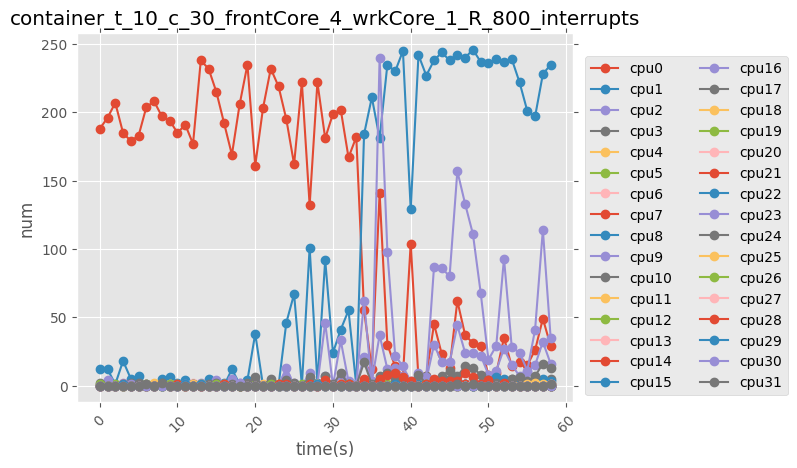 container_t_10_c_30_frontCore_4_wrkCore_1_R_800_interrupts
250
200
150
100
50
0
num
0
10
20
30
40
50
60
time(s)
cpu0
cpu1
cpu2
cpu3
cpu4
cpu5
cpu6
cpu7
cpu8
cpu9
cpu10
cpu11
cpu12
cpu13
cpu14
cpu15
cpu16
cpu17
cpu18
cpu19
cpu20
cpu21
cpu22
cpu23
cpu24
cpu25
cpu26
cpu27
cpu28
cpu29
cpu30
cpu31